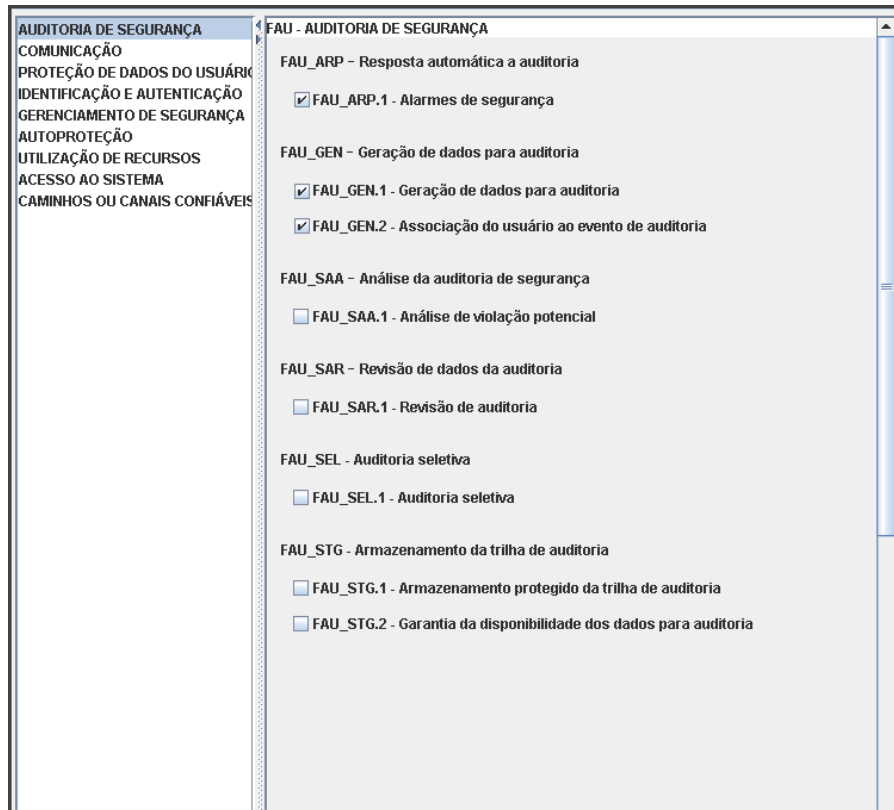 AUDITORIA DE SEGURANÇA
COMUNICAÇÃO
PROTEÇÃO DE DADOS DO USUÁRI
IDENTIFICAÇÃO E AUTENTICAÇÃO
GERENCIAMENTO DE SEGURANÇA
AUTOPROTEÇÃO
UTILIZAÇÃO DE RECURSOS
ACESSO AO SISTEMA
CAMINHOS OU CANAIS CONFIÁVEIS
FAU - AUDITORIA DE SEGURANÇA
FAU_ARP – Resposta automática a auditoria
FAU_ARP.1 - Alarmes de segurança
FAU_GEN – Geração de dados para auditoria
FAU_GEN.1 - Geração de dados para auditoria
FAU_GEN.2 - Associação do usuário ao evento de auditoria
FAU_SAA – Análise da auditoria de segurança
FAU_SAA.1 - Análise de violação potencial
FAU_SAR – Revisão de dados da auditoria
FAU_SAR.1 - Revisão de auditoria
FAU_SEL - Auditoria seletiva
FAU_SEL.1 - Auditoria seletiva
FAU_STG - Armazenamento da trilha de auditoria
FAU_STG.1 - Armazenamento protegido da trilha de auditoria
FAU_STG.2 - Garantia da disponibilidade dos dados para auditoria